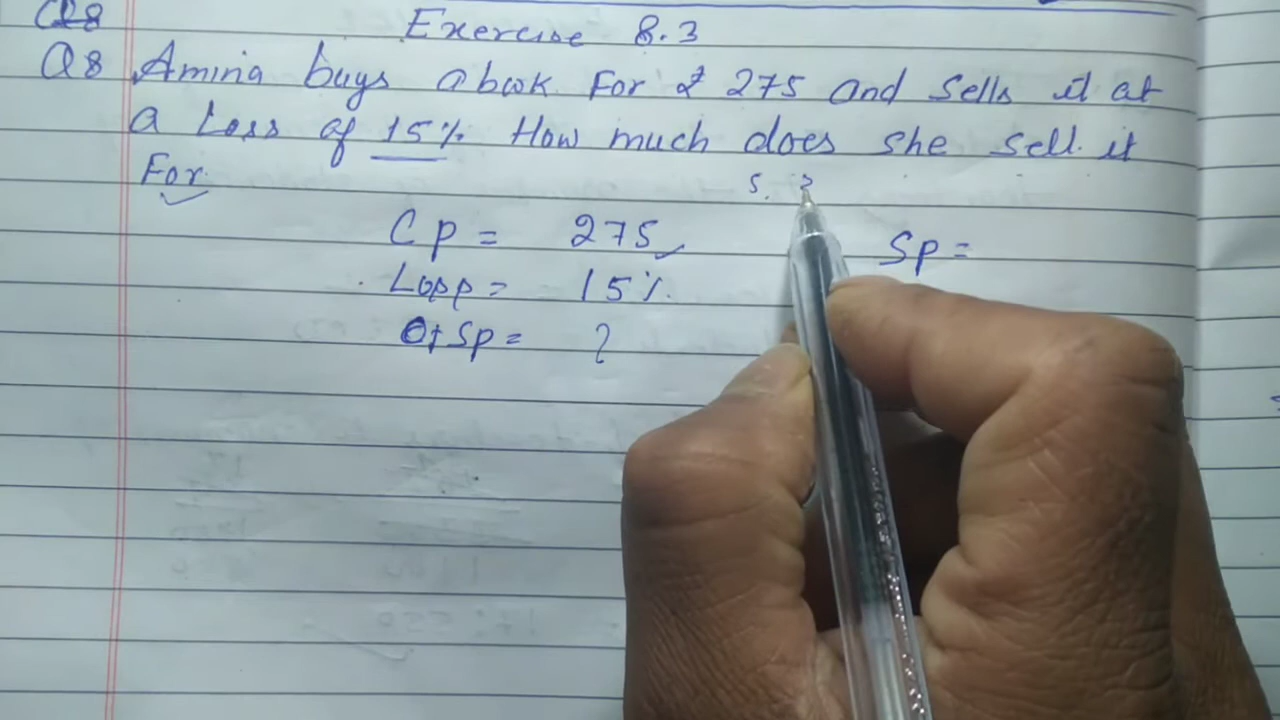 Q8 Exercise 8.3
Q8 Amina buys a book For ₹ 275 and Sells it at
a Loss of 15% How much does she sell it
For
S.
CP = 275 SP =
Loss = 15%
SP = ?